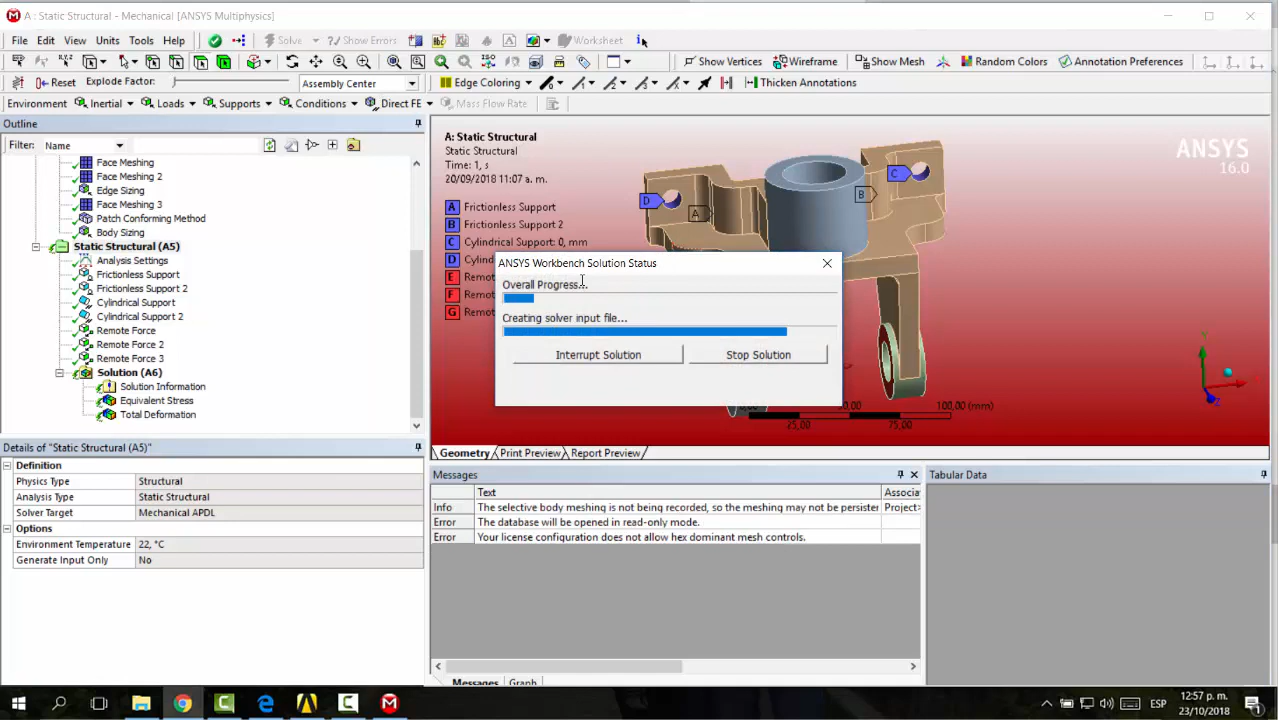 A : Static Structural - Mechanical [ANSYS Multiphysics]
File Edit View Units Tools Help Solve Show Errors Worksheet
Show Vertices Wireframe Show Mesh Random Colors Annotation Preferences
Reset Explode Factor: Assembly Center Edge Coloring Thicken Annotations
Environment Inertial Loads Supports Conditions Direct FE Mass Flow Rate
Outline
Filter: Name
Face Meshing
Face Meshing 2
Edge Sizing
Face Meshing 3
Patch Conforming Method
Body Sizing
Static Structural (A5)
Analysis Settings
Frictionless Support
Frictionless Support 2
Cylindrical Support
Cylindrical Support 2
Remote Force
Remote Force 2
Remote Force 3
Solution (A6)
Solution Information
Equivalent Stress
Total Deformation
Details of "Static Structural (A5)"
Definition
Physics Type Structural
Analysis Type Static Structural
Solver Target Mechanical APDL
Options
Environment Temperature 22, °C
Generate Input Only No
A: Static Structural
Static Structural
Time: 1, s
20/09/2018 11:07 a. m.
A Frictionless Support
B Frictionless Support 2
C Cylindrical Support: 0, mm
D Cylind
E Remot
F Remot
G Remot
ANSYS
16.0
D
A
B
C
ANSYS Workbench Solution Status
Overall Progress...
Creating solver input file...
Interrupt Solution Stop Solution
100,00 (mm)
25,00 75,00
Y
X
Z
Geometry Print Preview Report Preview
Messages
Text Associa
Info The selective body meshing is not being recorded, so the meshing may not be persister Project>
Error The database will be opened in read-only mode.
Error Your license configuration does not allow hex dominant mesh controls.
Messages Graph
Tabular Data
ESP
12:57 p. m.
23/10/2018